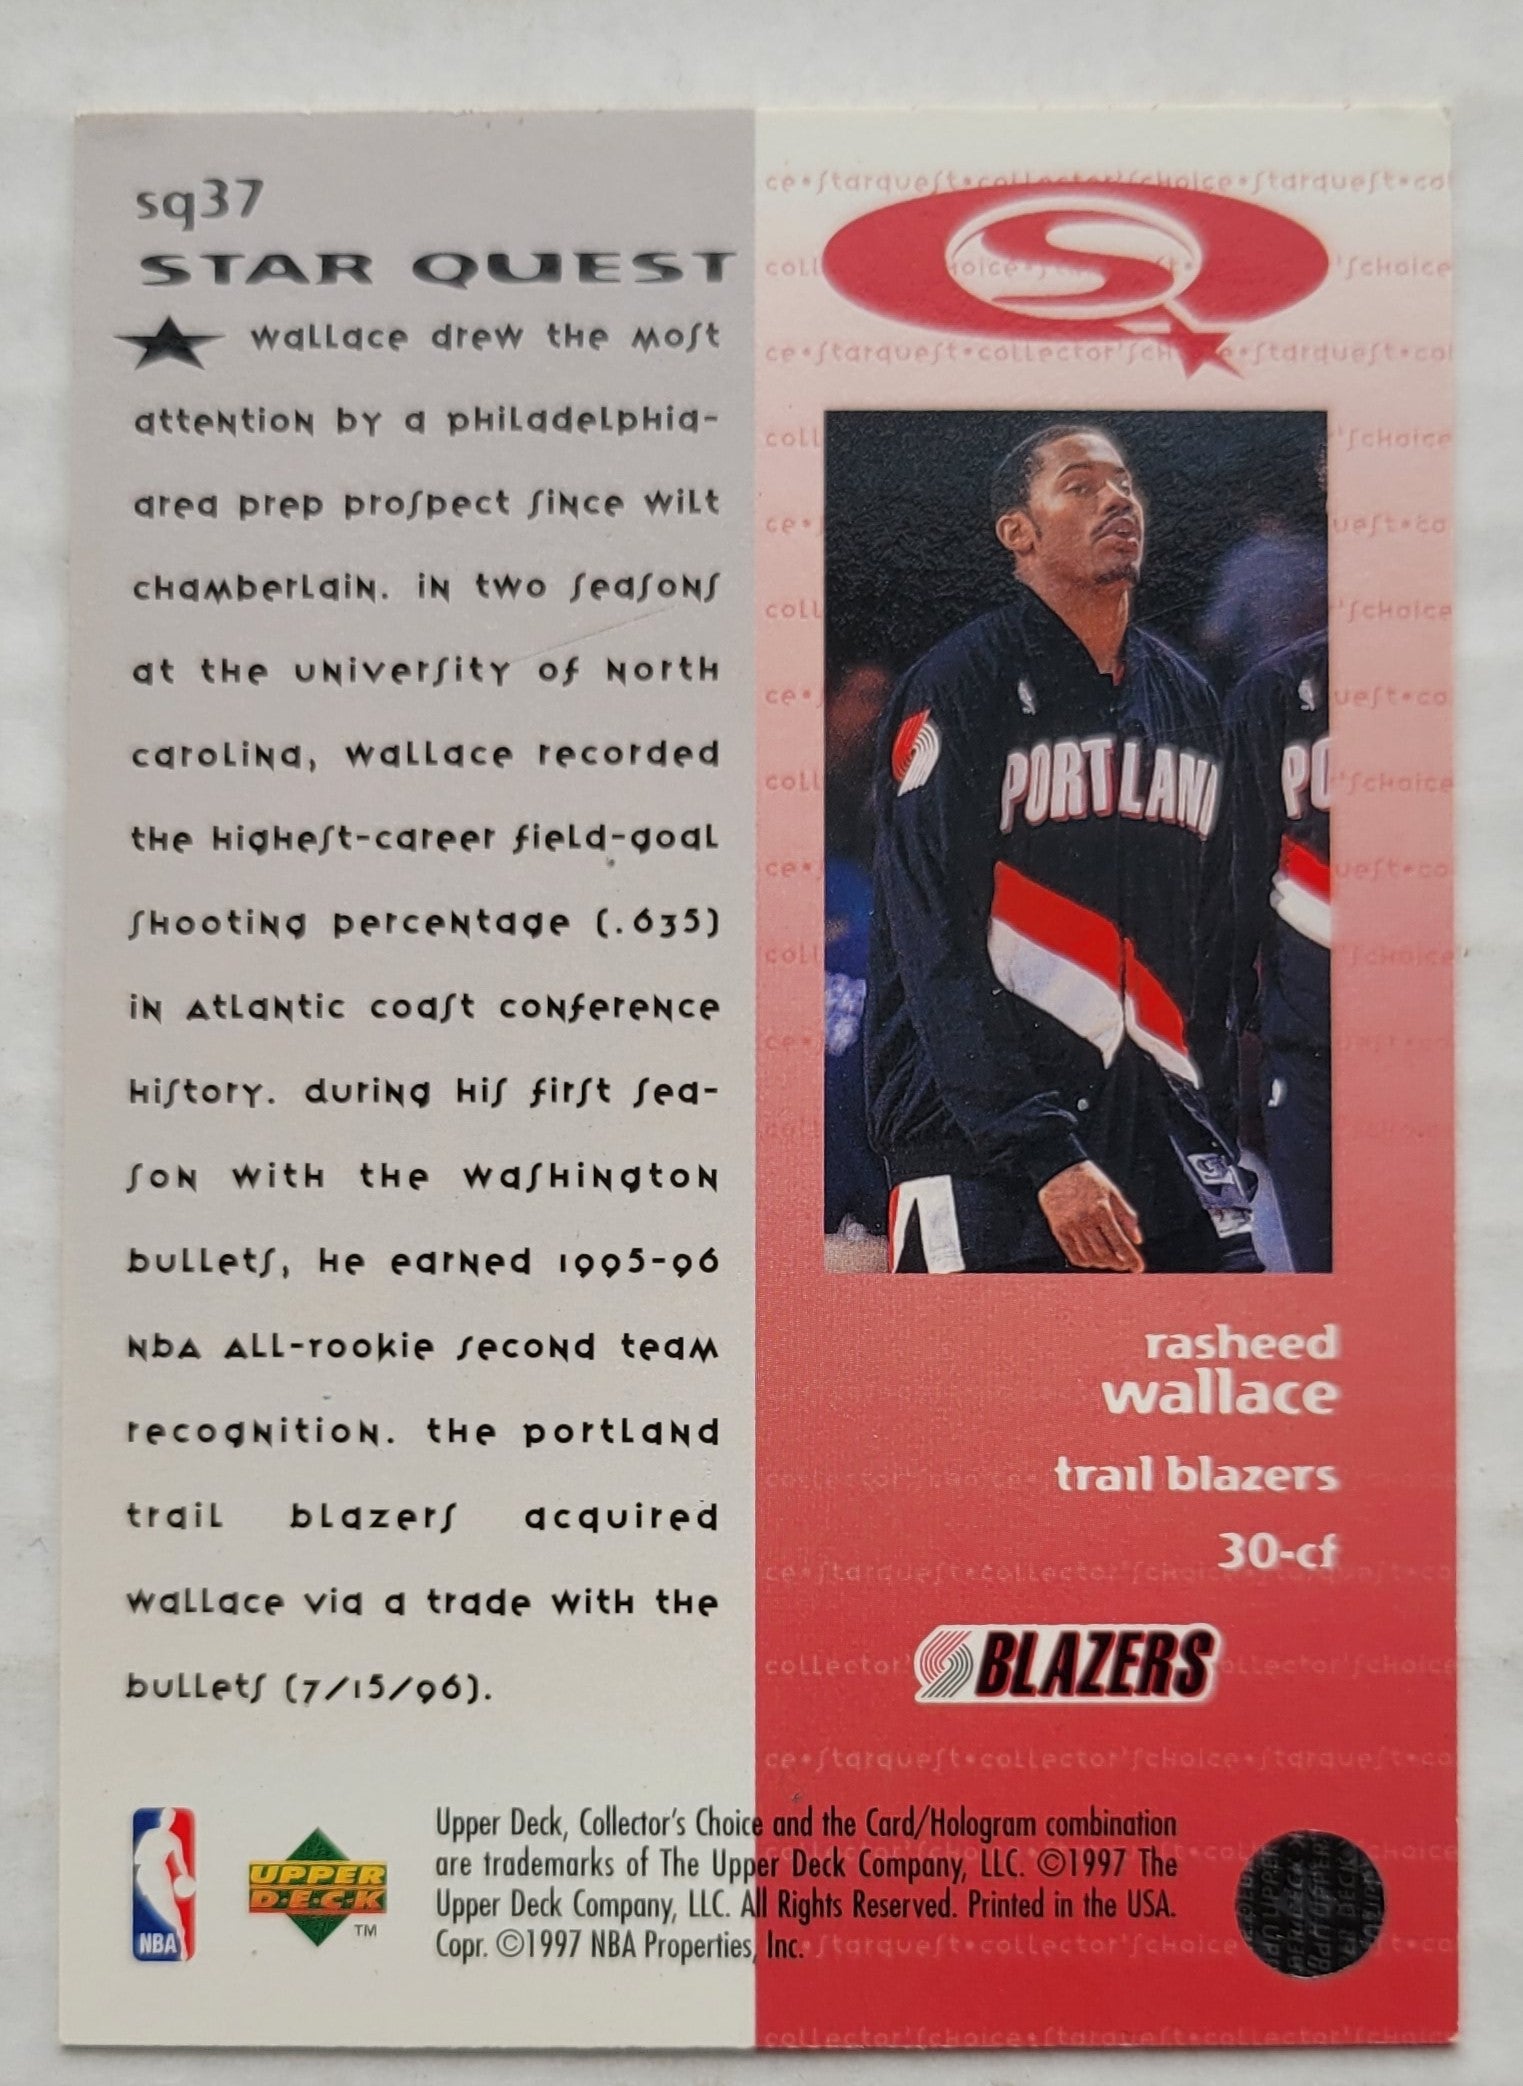 sq37
STAR QUEST
wallace drew the most
attention by a philadelphia-
area prep prospect since wilt
chamberlain. in two seasons
at the university of north
carolina, wallace recorded
the highest-career field-goal
shooting percentage (.635)
in atlantic coast conference
history. during his first sea-
son with the washington
bullets, he earned 1995-96
nba all-rookie second team
recognition. the portland
trail blazers acquired
wallace via a trade with the
bullets (7/15/96).
SQ
PORTLAND
PO
rasheed
wallace
trail blazers
30-cf
BLAZERS
NBA
UPPER
DECK
TM
Upper Deck, Collector's Choice and the Card/Hologram combination
are trademarks of The Upper Deck Company, LLC. ©1997 The
Upper Deck Company, LLC. All Rights Reserved. Printed in the USA.
Copr. ©1997 NBA Properties, Inc.